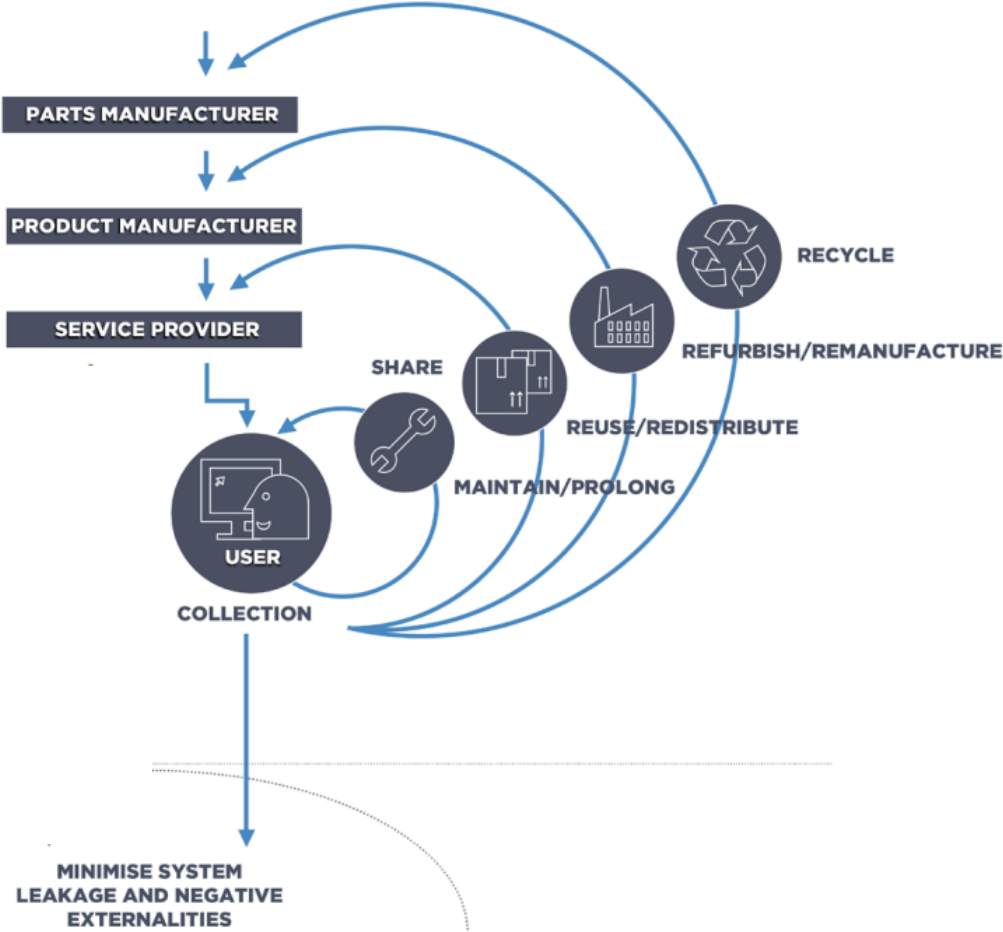 PARTS MANUFACTURER
PRODUCT MANUFACTURER
RECYCLE
SERVICE PROVIDER
REFURBISH/REMANUFACTURE
SHARE
REUSE/REDISTRIBUTE
MAINTAIN/PROLONG
USER
COLLECTION
MINIMISE SYSTEM
LEAKAGE AND NEGATIVE
EXTERNALITIES